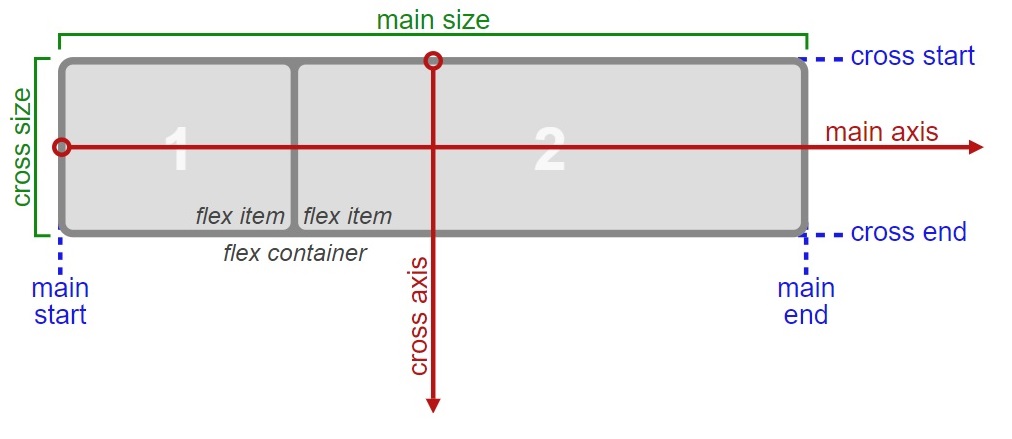 main size
cross start
cross size
main axis
1
2
flex item
flex item
cross end
flex container
cross axis
main
start
main
end